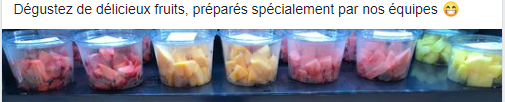 Dégustez de délicieux fruits, préparés spécialement par nos équipes 😁